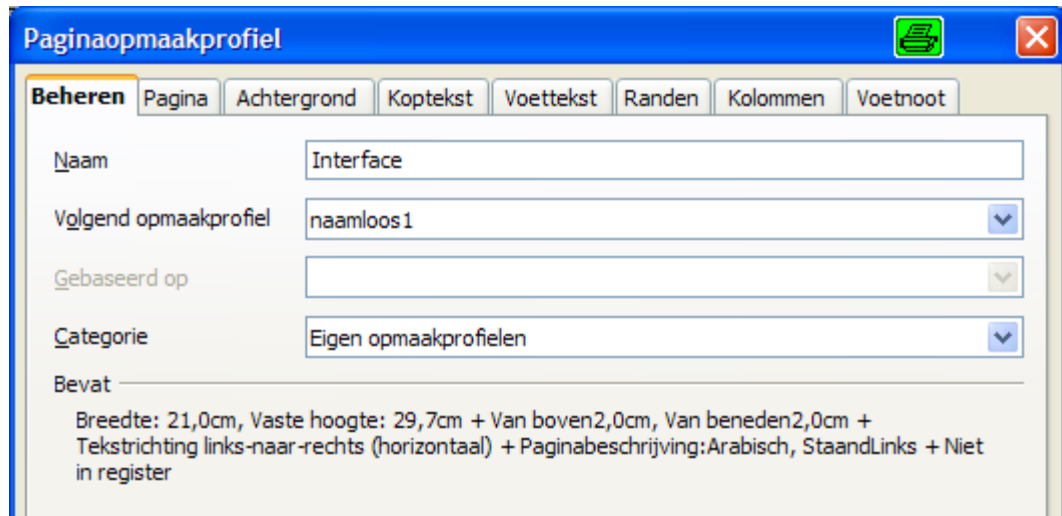 Paginaopmaakprofiel
Beheren Pagina Achtergrond Koptekst Voettekst Randen Kolommen Voetnoot
Naam Interface
Volgend opmaakprofiel naamloos1
Gebaseerd op
Categorie Eigen opmaakprofielen
Bevat
Breedte: 21,0cm, Vaste hoogte: 29,7cm + Van boven2,0cm, Van beneden2,0cm +
Tekstrichting links-naar-rechts (horizontaal) + Paginabeschrijving:Arabisch, StaandLinks + Niet
in register